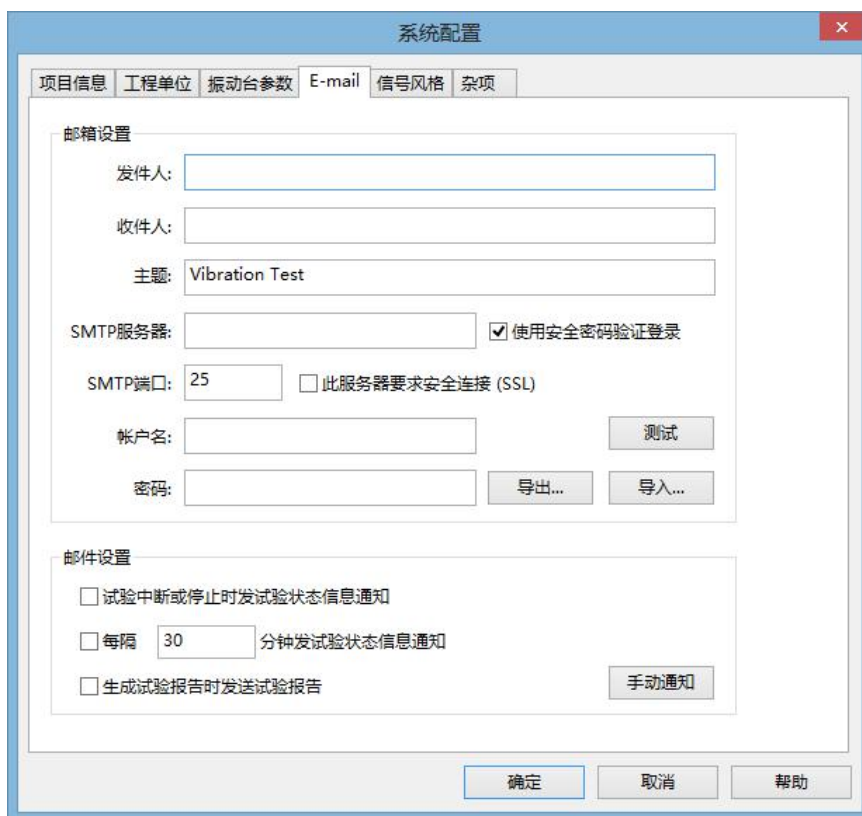 系统配置
×
项目信息 工程单位 振动台参数 E-mail 信号风格 杂项
邮箱设置
发件人:
收件人:
主题: Vibration Test
SMTP服务器: 使用安全密码验证登录
SMTP端口: 25 此服务器要求安全连接 (SSL)
帐户名: 测试
密码: 导出... 导入...
邮件设置
试验中断或停止时发试验状态信息通知
每隔 30 分钟发试验状态信息通知
生成试验报告时发送试验报告 手动通知
确定 取消 帮助